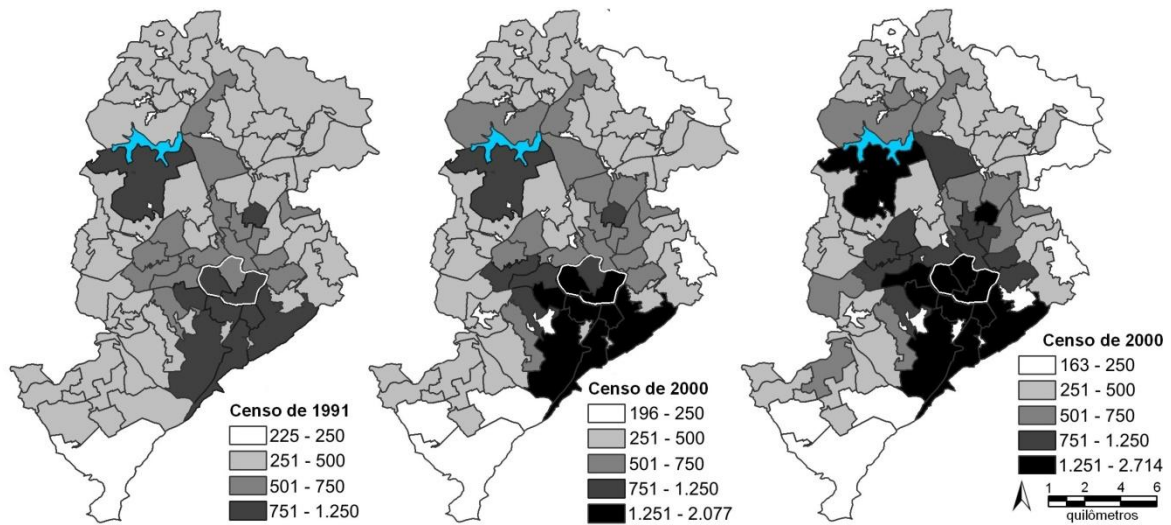 Censo de 1991
225 - 250
251 - 500
501 - 750
751 - 1.250
Censo de 2000
196 - 250
251 - 500
501 - 750
751 - 1.250
1.251 - 2.077
Censo de 2000
163 - 250
251 - 500
501 - 750
751 - 1.250
1.251 - 2.714
1 2 4 6
quilômetros